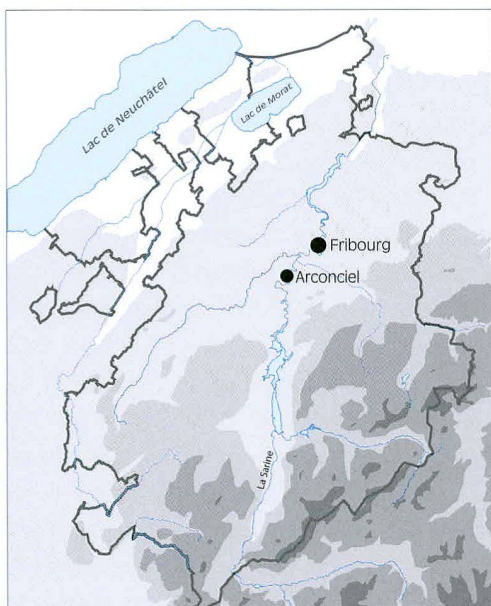 Lac de Neuchâtel
Lac de Morat
Fribourg
Arconciel
La Sarine